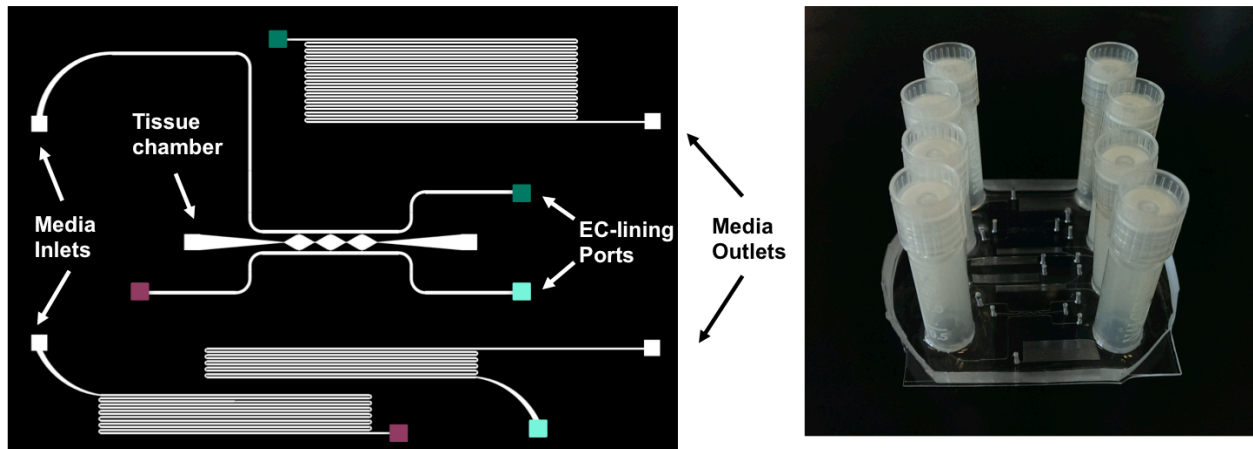 Tissue
chamber
Media
Inlets
EC-lining
Ports
Media
Outlets